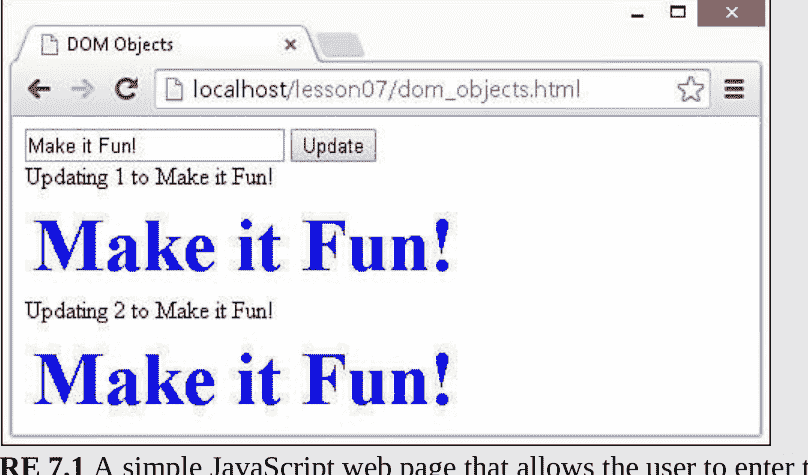 DOM Objects
localhost/lesson07/dom_objects.html
Make it Fun! Update
Updating 1 to Make it Fun!
Make it Fun!
Updating 2 to Make it Fun!
Make it Fun!
RE 7.1 A simple JavaScript web page that allows the user to enter